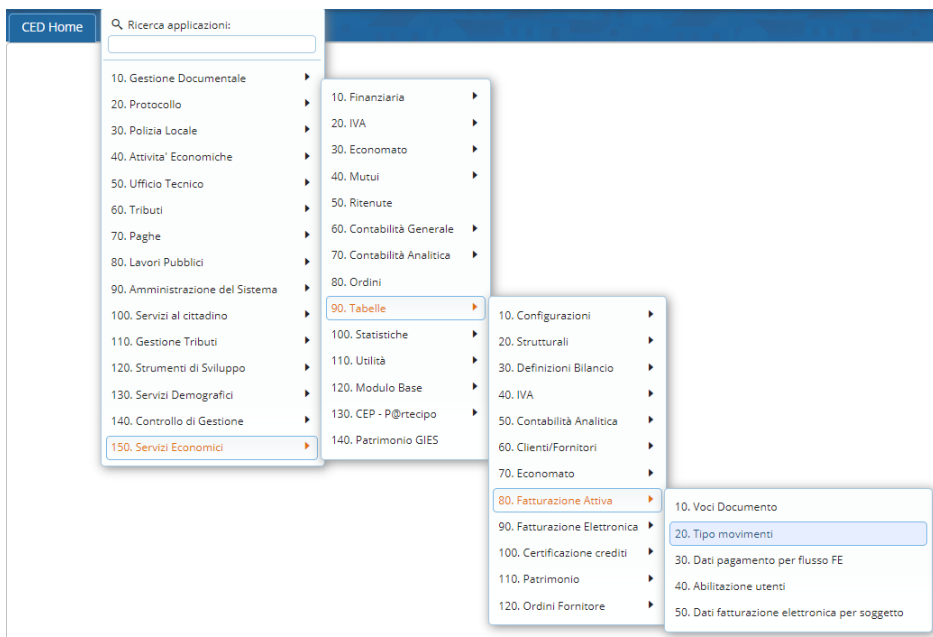 CED Home
Ricerca applicazioni:
10. Gestione Documentale
20. Protocollo
30. Polizia Locale
40. Attivita' Economiche
50. Ufficio Tecnico
60. Tributi
70. Paghe
80. Lavori Pubblici
90. Amministrazione del Sistema
100. Servizi al cittadino
110. Gestione Tributi
120. Strumenti di Sviluppo
130. Servizi Demografici
140. Controllo di Gestione
150. Servizi Economici
10. Finanziaria
20. IVA
30. Economato
40. Mutui
50. Ritenute
60. Contabilità Generale
70. Contabilità Analitica
80. Ordini
90. Tabelle
100. Statistiche
110. Utilità
120. Modulo Base
130. CEP - P@rtecipo
140. Patrimonio GIES
10. Configurazioni
20. Strutturali
30. Definizioni Bilancio
40. IVA
50. Contabilità Analitica
60. Clienti/Fornitori
70. Economato
80. Fatturazione Attiva
90. Fatturazione Elettronica
100. Certificazione crediti
110. Patrimonio
120. Ordini Fornitore
10. Voci Documento
20. Tipo movimenti
30. Dati pagamento per flusso FE
40. Abilitazione utenti
50. Dati fatturazione elettronica per soggetto